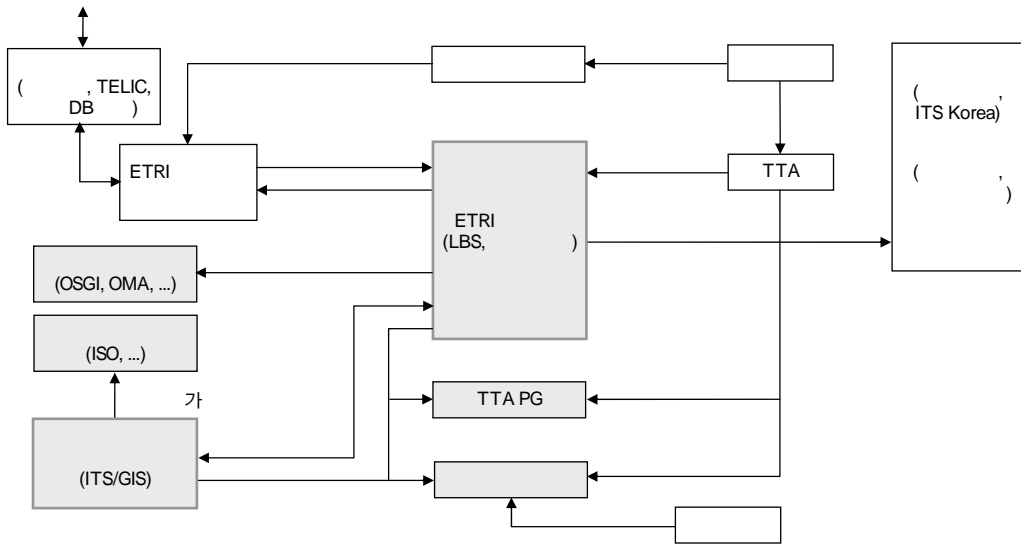 ( , TELIC,
DB )
( ,
ITS Korea)
ETRI
TTA
( ,
)
ETRI
(LBS, )
(OSGI, OMA, ...)
(ISO, ...)
가
TTA PG
(ITS/GIS)